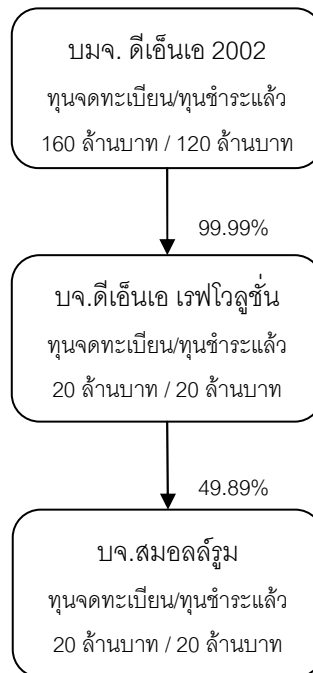 บมจ. ดีเอ็นเอ 2002
ทุนจดทะเบียน/ทุนชำระแล้ว
160 ล้านบาท / 120 ล้านบาท
99.99%
บจ.ดีเอ็นเอ เรฟโวลูชั่น
ทุนจดทะเบียน/ทุนชำระแล้ว
20 ล้านบาท / 20 ล้านบาท
49.89%
บจ.สมอลล์รูม
ทุนจดทะเบียน/ทุนชำระแล้ว
20 ล้านบาท / 20 ล้านบาท